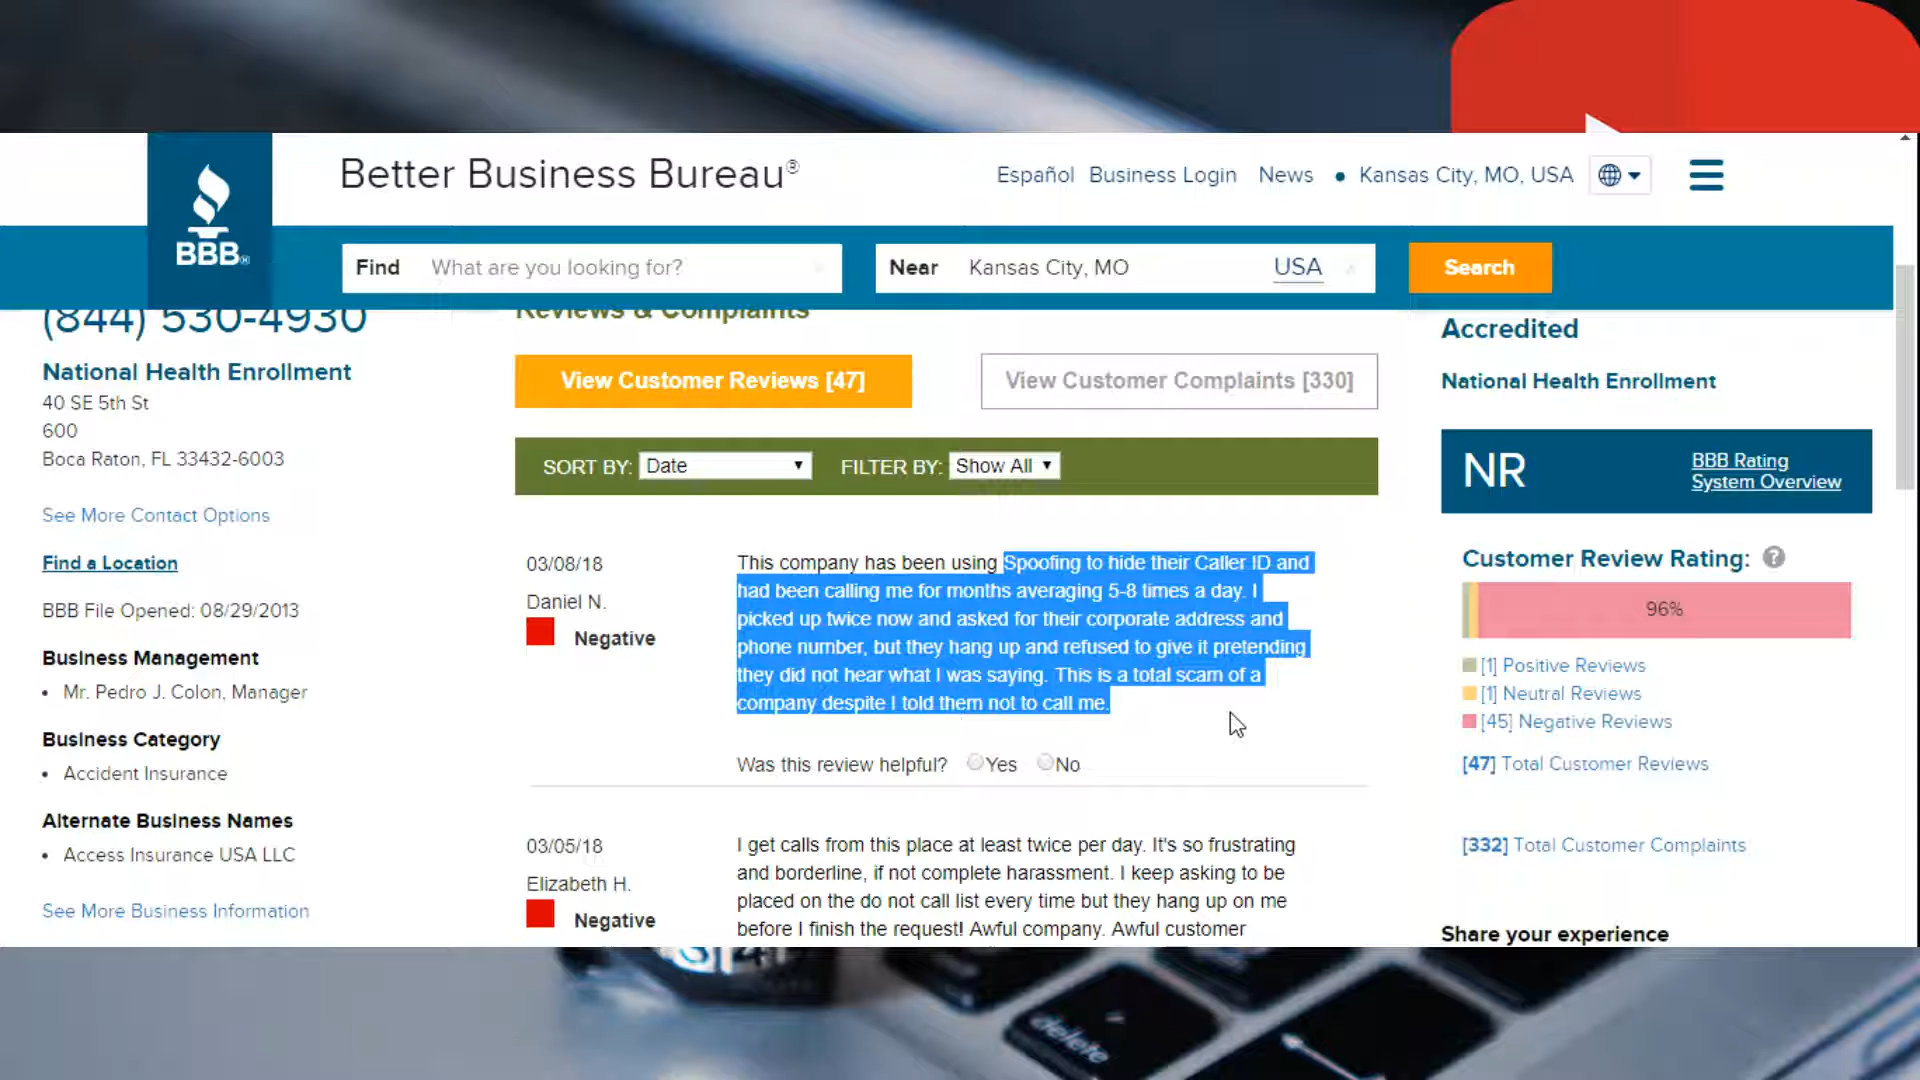 Better Business Bureau®
Español Business Login News • Kansas City, MO, USA
BBB®
Find What are you looking for?
Near Kansas City, MO USA
Search
(844) 530-4930
National Health Enrollment
40 SE 5th St
600
Boca Raton, FL 33432-6003
See More Contact Options
Find a Location
BBB File Opened: 08/29/2013
Business Management
• Mr. Pedro J. Colon, Manager
Business Category
• Accident Insurance
Alternate Business Names
• Access Insurance USA LLC
See More Business Information
Reviews & Complaints
View Customer Reviews [47]
View Customer Complaints [330]
SORT BY: Date
FILTER BY: Show All
03/08/18
Daniel N.
Negative
This company has been using Spoofing to hide their Caller ID and
had been calling me for months averaging 5-8 times a day. I
picked up twice now and asked for their corporate address and
phone number, but they hang up and refused to give it pretending
they did not hear what I was saying. This is a total scam of a
company despite I told them not to call me.
Was this review helpful? Yes No
03/05/18
Elizabeth H.
Negative
I get calls from this place at least twice per day. It's so frustrating
and borderline, if not complete harassment. I keep asking to be
placed on the do not call list every time but they hang up on me
before I finish the request! Awful company. Awful customer
Accredited
National Health Enrollment
NR
BBB Rating
System Overview
Customer Review Rating: ?
96%
[1] Positive Reviews
[1] Neutral Reviews
[45] Negative Reviews
[47] Total Customer Reviews
[332] Total Customer Complaints
Share your experience
delete